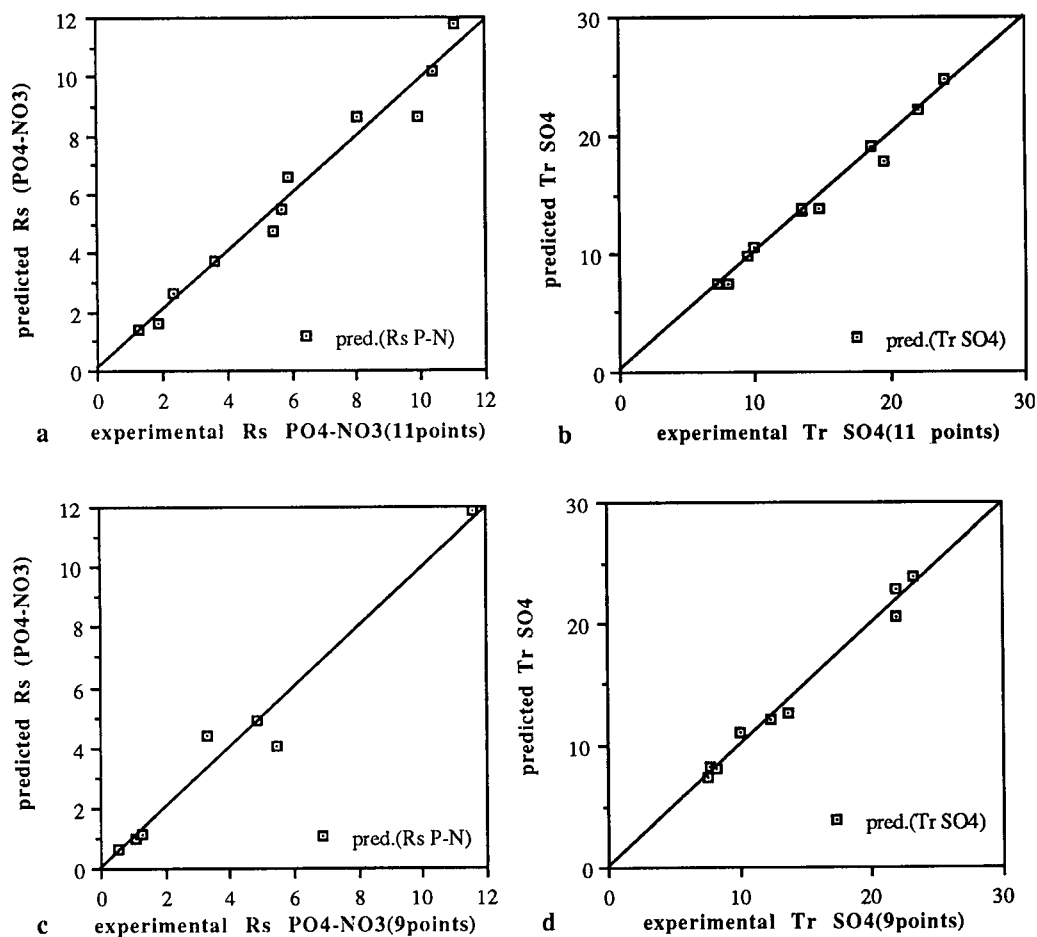 12
10
8
6
4
2
0
predicted Rs (PO4-NO3)
pred.(Rs P-N)
0 2 4 6 8 10 12
a experimental Rs PO4-NO3(11points)
30
20
10
0
predicted Tr SO4
pred.(Tr SO4)
0 10 20 30
b experimental Tr SO4(11 points)
12
10
8
6
4
2
0
predicted Rs (PO4-NO3)
pred.(Rs P-N)
0 2 4 6 8 10 12
c experimental Rs PO4-NO3(9points)
30
20
10
0
predicted Tr SO4
pred.(Tr SO4)
0 10 20 30
d experimental Tr SO4(9points)